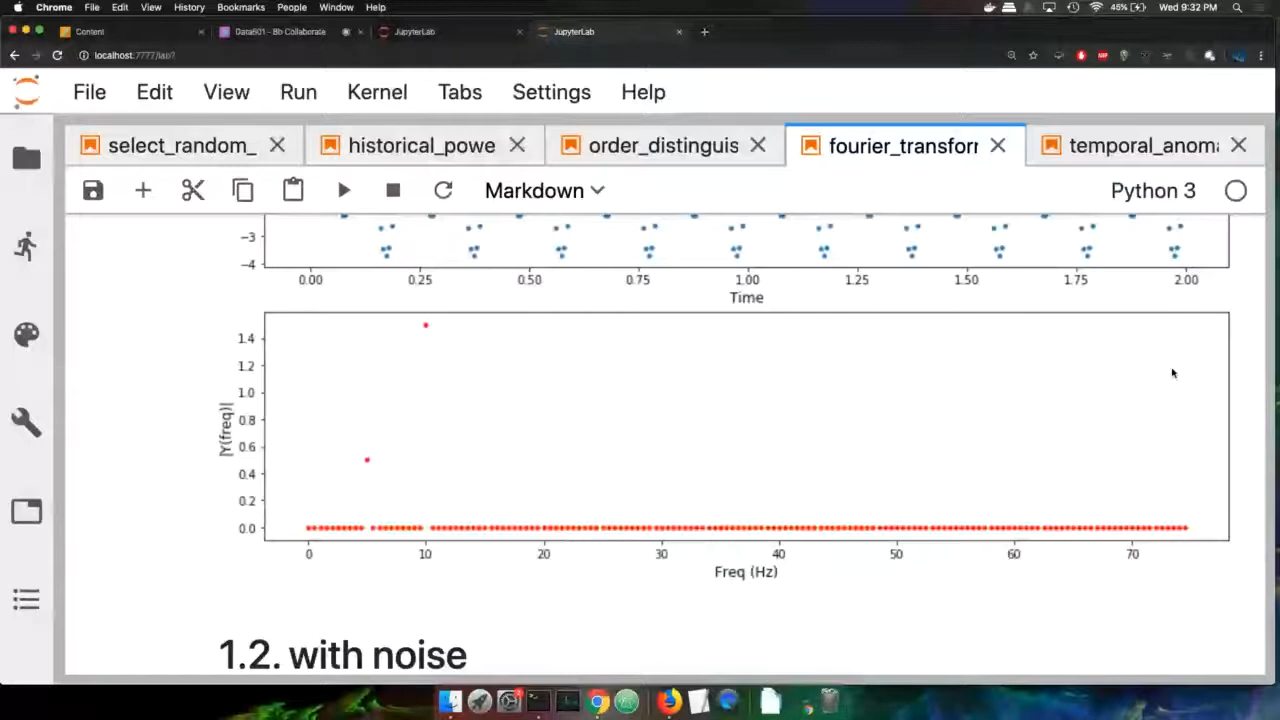 Chrome File Edit View History Bookmarks People Window Help 45% Wed 9:32 PM
Content Data601 - Bb Collaborate JupyterLab JupyterLab
localhost:7777/lab?
File Edit View Run Kernel Tabs Settings Help
select_random_ historical_powe order_distinguis fourier_transforr temporal_anoma
Markdown Python 3
−3
−4
0.00 0.25 0.50 0.75 1.00 1.25 1.50 1.75 2.00
Time
1.4
1.2
1.0
0.8
0.6
0.4
0.2
0.0
|Y(freq)|
0 10 20 30 40 50 60 70
Freq (Hz)
1.2. with noise